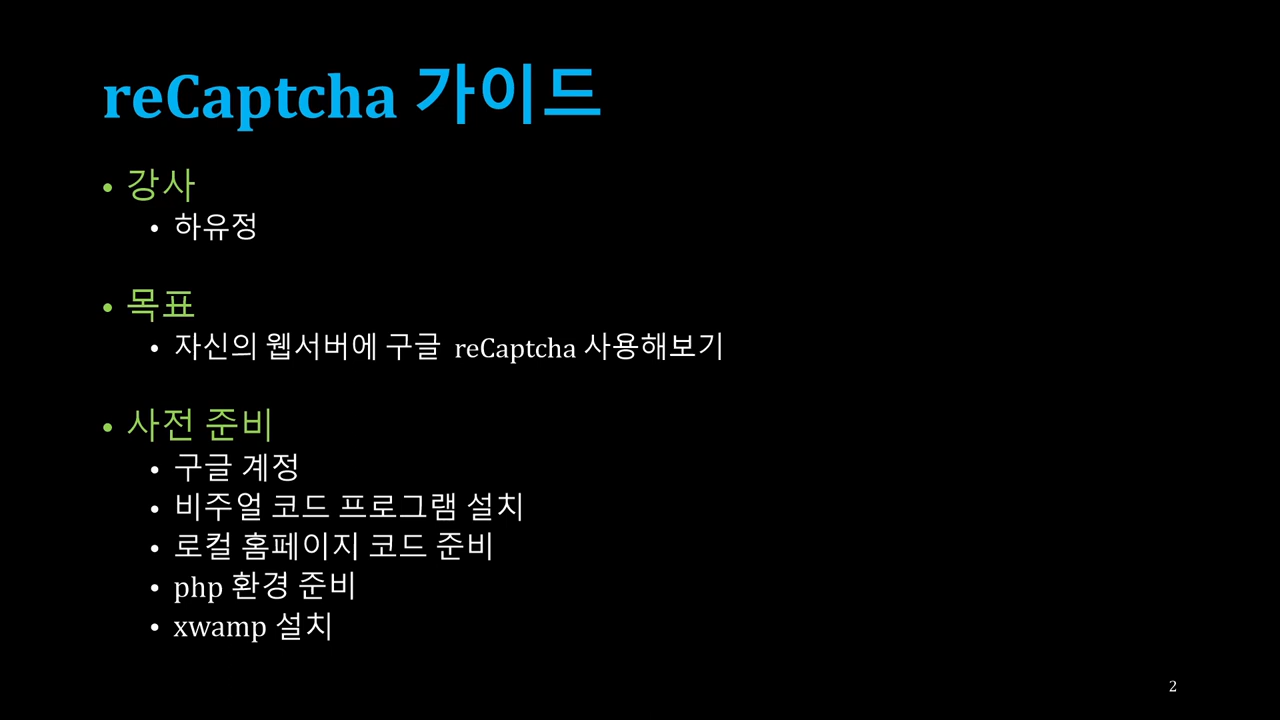 reCaptcha 가이드
• 강사
• 하유정
• 목표
• 자신의 웹서버에 구글 reCaptcha 사용해보기
• 사전 준비
• 구글 계정
• 비주얼 코드 프로그램 설치
• 로컬 홈페이지 코드 준비
• php 환경 준비
• xwamp 설치
2